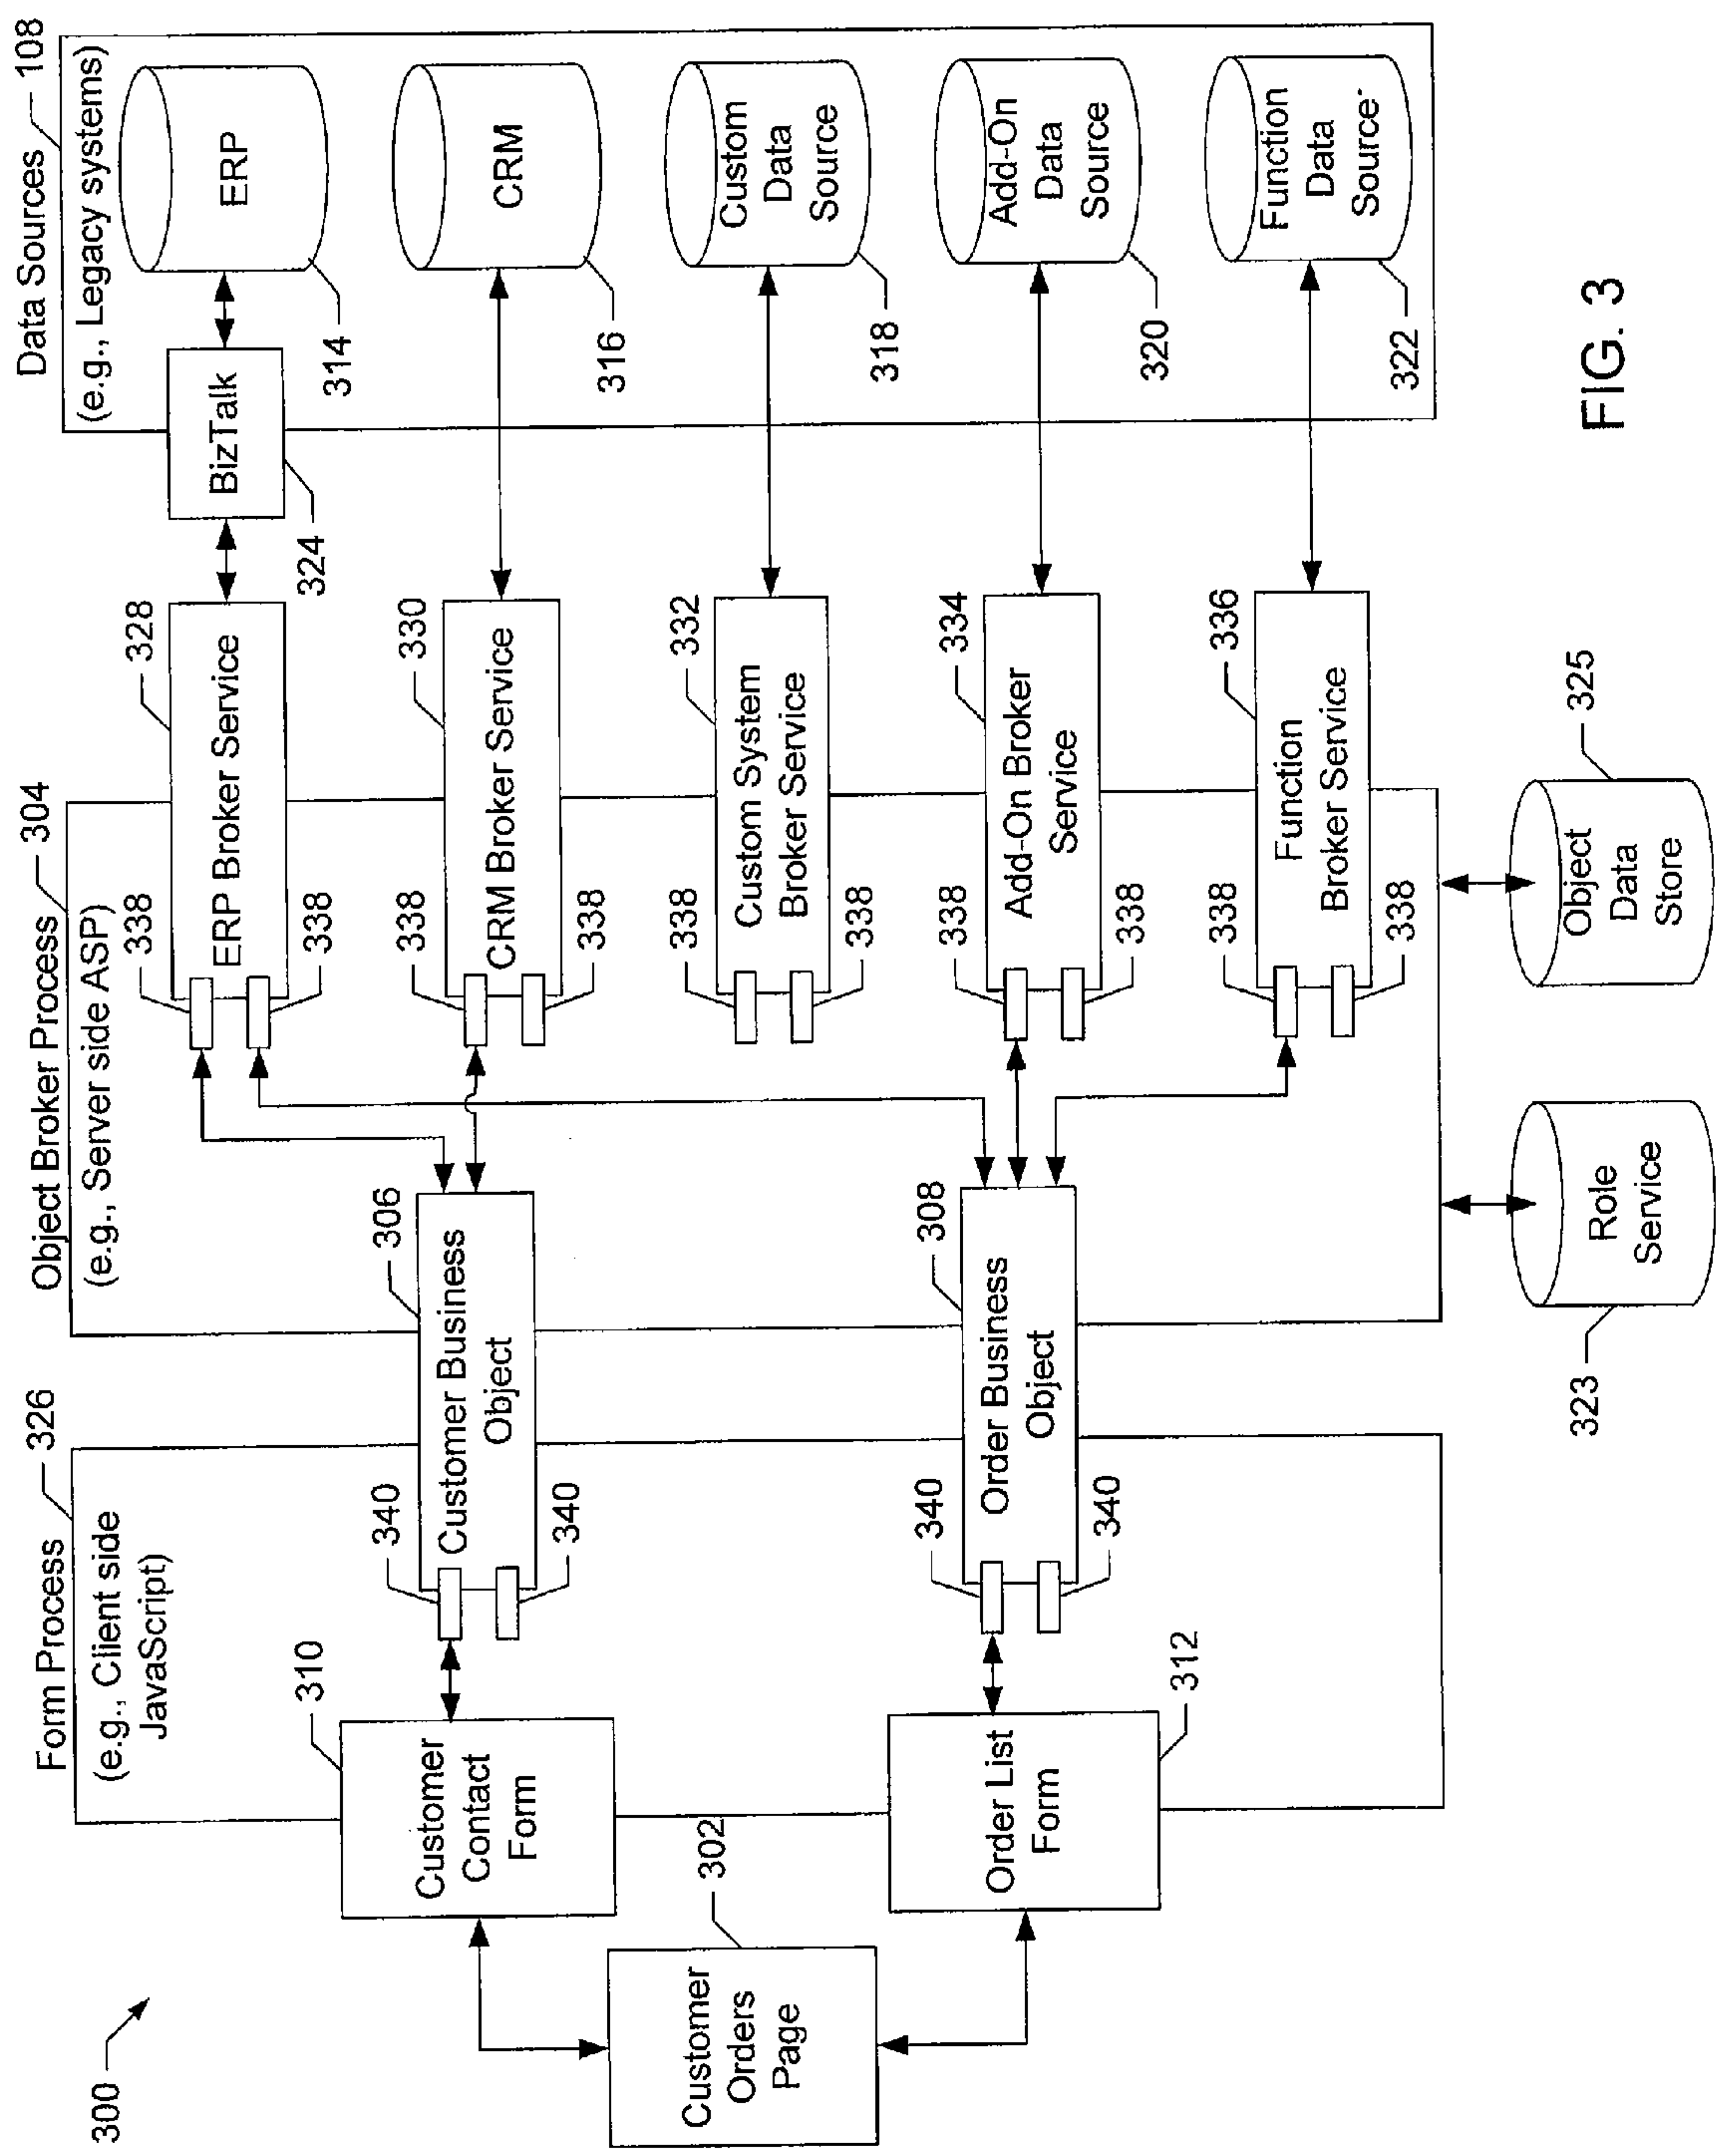 300
Form Process 326
(e.g., Client side
JavaScript)
Object Broker Process 304
(e.g., Server side ASP)
Data Sources 108
(e.g., Legacy systems)
Customer
Orders
Page
302
Customer
Contact
Form
310
Order List
Form
312
340
340
Customer Business
Object
306
340
340
Order Business
Object
308
338
338
ERP Broker Service
328
338
338
CRM Broker Service
330
338
338
Custom System
Broker Service
332
338
338
Add-On Broker
Service
334
338
338
Function
Broker Service
336
BizTalk
324
ERP
314
CRM
316
Custom
Data
Source
318
Add-On
Data
Source
320
Function
Data
Source
322
Role
Service
323
Object
Data
Store
325
FIG. 3